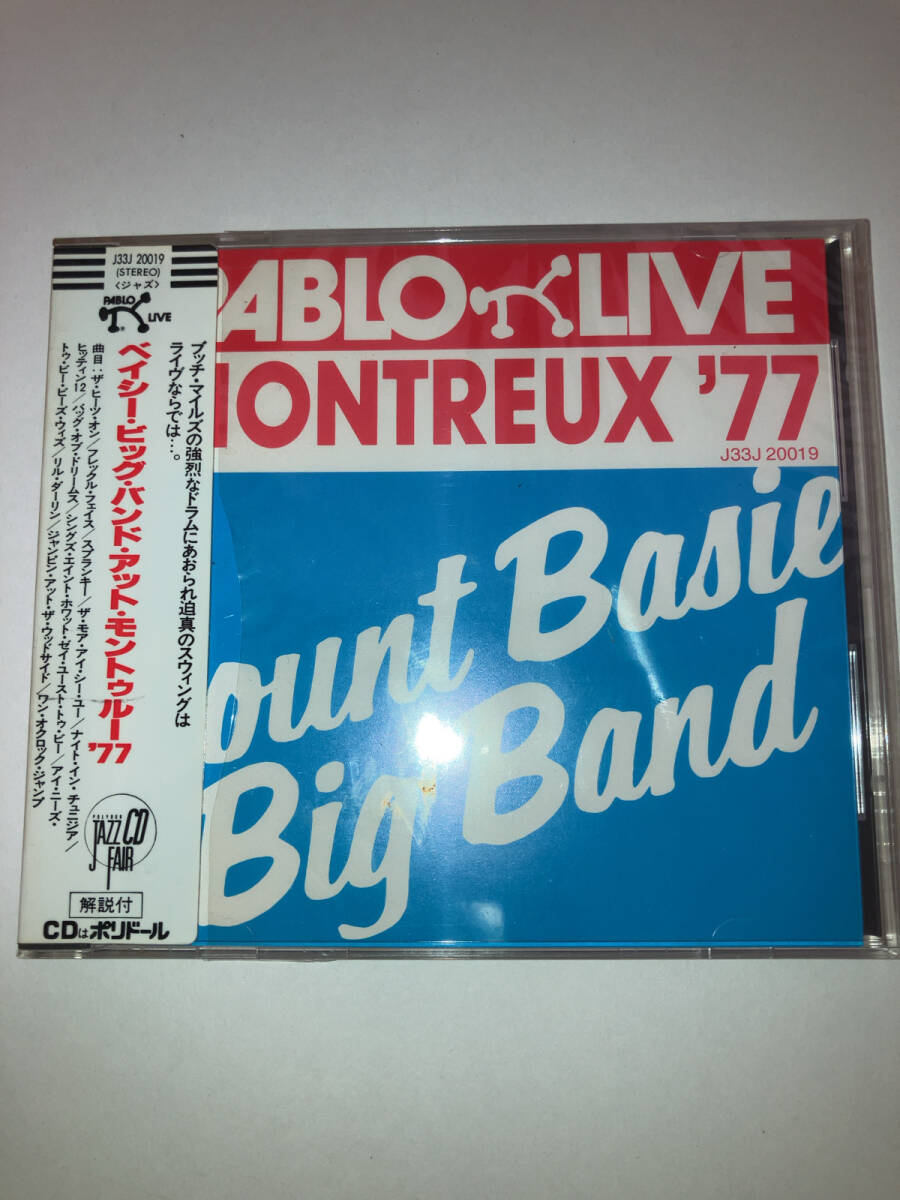 J33J 20019
(STEREO)
〈ジャズ〉
PABLO
LIVE
ブッチ・マイルズの強烈なドラムにあおられ迫真のスウィングは
ライヴならでは…。
ベイシー・ビッグ・バンド・アット・モントゥルー '77
曲目:ザ・ヒーツ・オン/フレックル・フェイス/スプランキー/ザ・モア・アイ・シー・ユー/ナイト・イン・チュニジア/
ヒッティン12/バッグ・オブ・ドリームス/シングズ・エイント・ホワット・ゼイ・ユースト・トゥ・ビー/アイ・ニーズ・
トゥ・ビー・ビーズ・ウィズ/リル・ダーリン/ジャンピン・アット・ザ・ウッドサイド/ワン・オクロック・ジャンプ
POLYDOR
JAZZ CD
FAIR
解説付
CDはポリドール
PABLO LIVE
MONTREUX '77
J33J 20019
ount Basie
Big Band